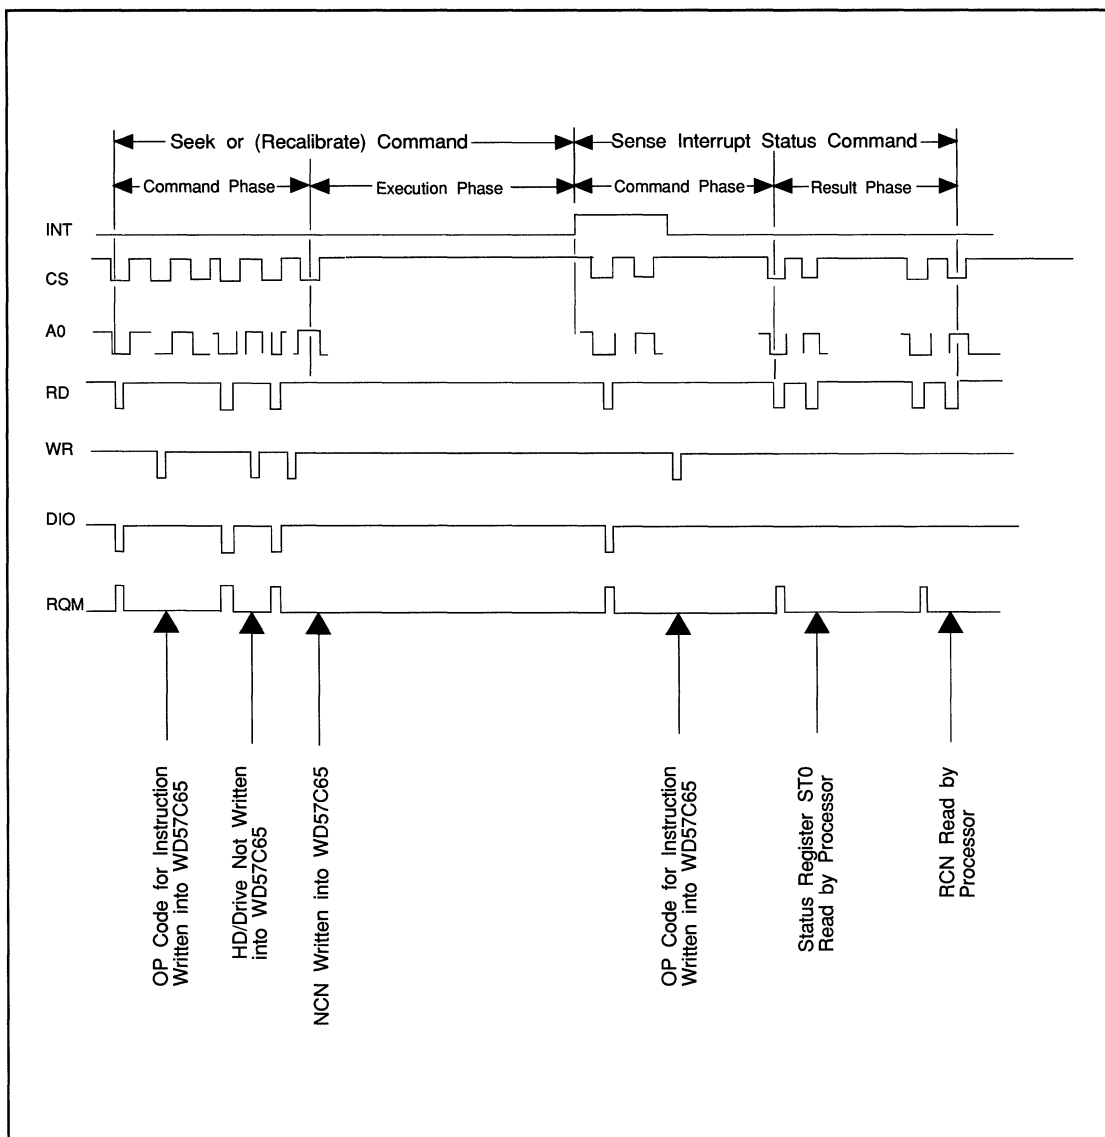 Seek or (Recalibrate) Command
Sense Interrupt Status Command
Command Phase
Execution Phase
Command Phase
Result Phase
INT
CS
A0
RD
WR
DIO
RQM
OP Code for Instruction
Written into WD57C65
HD/Drive Not Written
into WD57C65
NCN Written into WD57C65
OP Code for Instruction
Written into WD57C65
Status Register ST0
Read by Processor
RCN Read by
Processor